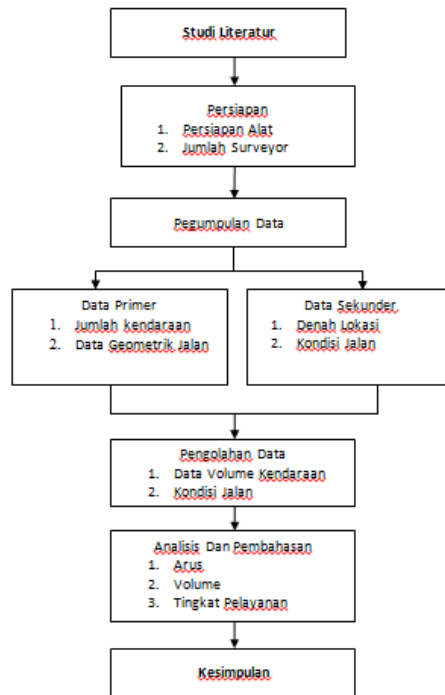 Studi Literatur
Persiapan
1. Persiapan Alat
2. Jumlah Surveyor
Pegumpulan Data
Data Primer
1. Jumlah kendaraan
2. Data Geometrik Jalan
Data Sekunder
1. Denah Lokasi
2. Kondisi Jalan
Pengolahan Data
1. Data Volume Kendaraan
2. Kondisi Jalan
Analisis Dan Pembahasan
1. Arus
2. Volume
3. Tingkat Pelayanan
Kesimpulan